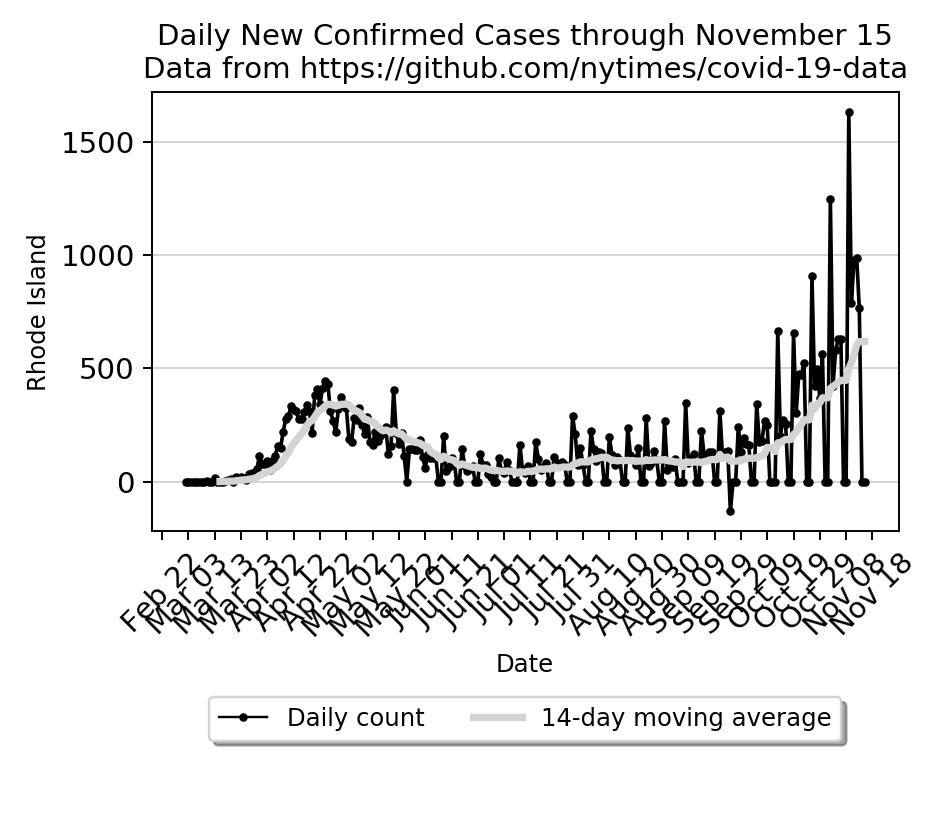 Daily New Confirmed Cases through November 15
Data from https://github.com/nytimes/covid-19-data
Rhode Island
1500
1000
500
0
Feb 22
Mar 03
Mar 13
Mar 23
Apr 02
Apr 12
Apr 22
May 02
May 12
May 22
Jun 01
Jun 11
Jun 21
Jul 01
Jul 11
Jul 21
Jul 31
Aug 10
Aug 20
Aug 30
Sep 09
Sep 19
Sep 29
Oct 09
Oct 19
Oct 29
Nov 08
Nov 18
Date
Daily count
14-day moving average